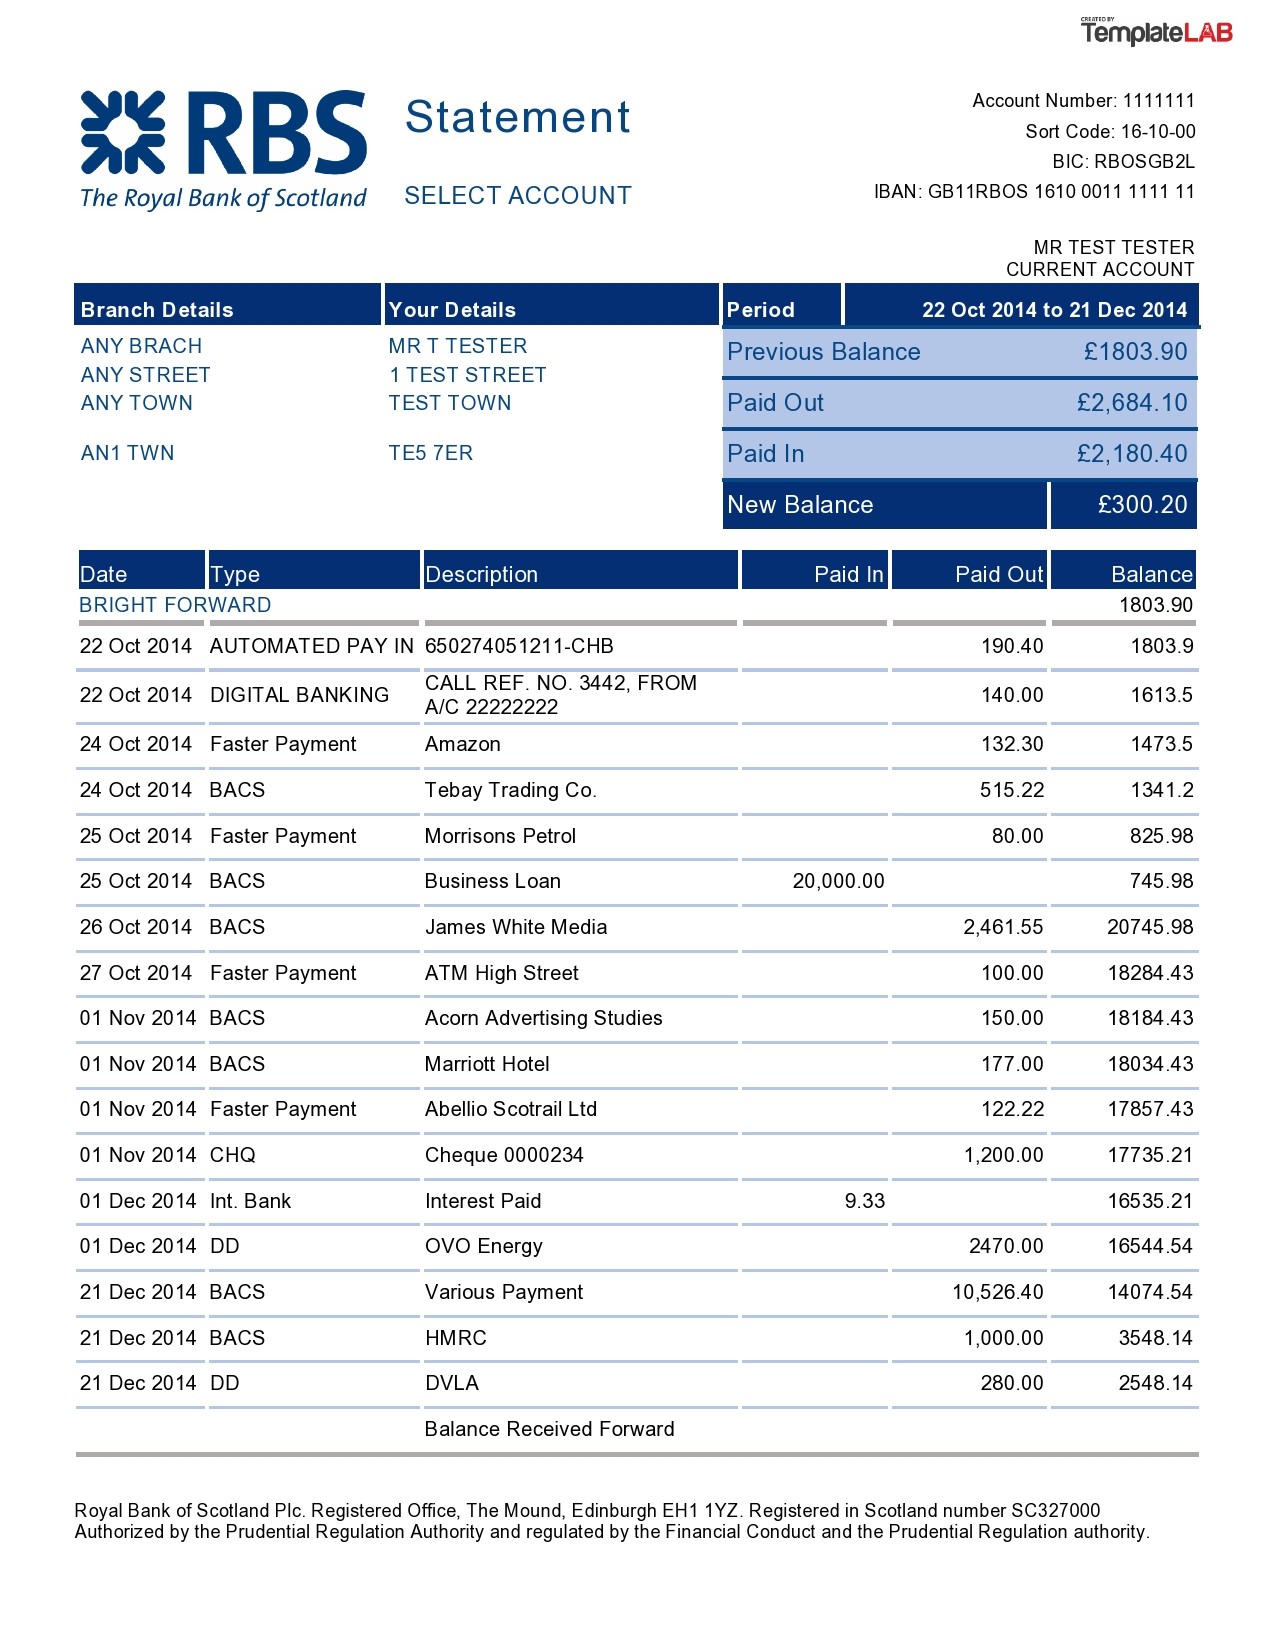 CREATED BY
TemplateLAB
RBS
The Royal Bank of Scotland
Statement
SELECT ACCOUNT
Account Number: 1111111
Sort Code: 16-10-00
BIC: RBOSGB2L
IBAN: GB11RBOS 1610 0011 1111 11
MR TEST TESTER
CURRENT ACCOUNT
Branch Details Your Details Period 22 Oct 2014 to 21 Dec 2014
ANY BRACH MR T TESTER Previous Balance £1803.90
ANY STREET 1 TEST STREET
ANY TOWN TEST TOWN Paid Out £2,684.10
AN1 TWN TE5 7ER Paid In £2,180.40
New Balance £300.20
Date Type Description Paid In Paid Out Balance
BRIGHT FORWARD 1803.90
22 Oct 2014 AUTOMATED PAY IN 650274051211-CHB 190.40 1803.9
22 Oct 2014 DIGITAL BANKING CALL REF. NO. 3442, FROM
A/C 22222222 140.00 1613.5
24 Oct 2014 Faster Payment Amazon 132.30 1473.5
24 Oct 2014 BACS Tebay Trading Co. 515.22 1341.2
25 Oct 2014 Faster Payment Morrisons Petrol 80.00 825.98
25 Oct 2014 BACS Business Loan 20,000.00 745.98
26 Oct 2014 BACS James White Media 2,461.55 20745.98
27 Oct 2014 Faster Payment ATM High Street 100.00 18284.43
01 Nov 2014 BACS Acorn Advertising Studies 150.00 18184.43
01 Nov 2014 BACS Marriott Hotel 177.00 18034.43
01 Nov 2014 Faster Payment Abellio Scotrail Ltd 122.22 17857.43
01 Nov 2014 CHQ Cheque 0000234 1,200.00 17735.21
01 Dec 2014 Int. Bank Interest Paid 9.33 16535.21
01 Dec 2014 DD OVO Energy 2470.00 16544.54
21 Dec 2014 BACS Various Payment 10,526.40 14074.54
21 Dec 2014 BACS HMRC 1,000.00 3548.14
21 Dec 2014 DD DVLA 280.00 2548.14
Balance Received Forward
Royal Bank of Scotland Plc. Registered Office, The Mound, Edinburgh EH1 1YZ. Registered in Scotland number SC327000
Authorized by the Prudential Regulation Authority and regulated by the Financial Conduct and the Prudential Regulation authority.